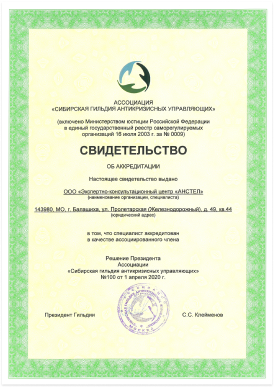 АССОЦИАЦИЯ
«СИБИРСКАЯ ГИЛЬДИЯ АНТИКРИЗИСНЫХ УПРАВЛЯЮЩИХ»
(включено Министерством юстиции Российской Федерации
в единый государственный реестр саморегулируемых
организаций 16 июля 2003 г. за № 0009)
СВИДЕТЕЛЬСТВО
ОБ АККРЕДИТАЦИИ
Настоящее свидетельство выдано
ООО «Экспертно-консультационный центр «АНСТЕЛ»
(наименование организации, специалиста)
143980, МО, г. Балашиха, ул. Пролетарская (Железнодорожный), д. 49, кв.44
(юридический адрес)
в том, что специалист аккредитован
в качестве ассоциированного члена
Решение Президента
Ассоциации
«Сибирская гильдия антикризисных управляющих»
№100 от 1 апреля 2020 г.
Президент Гильдии
С.С. Клейменов